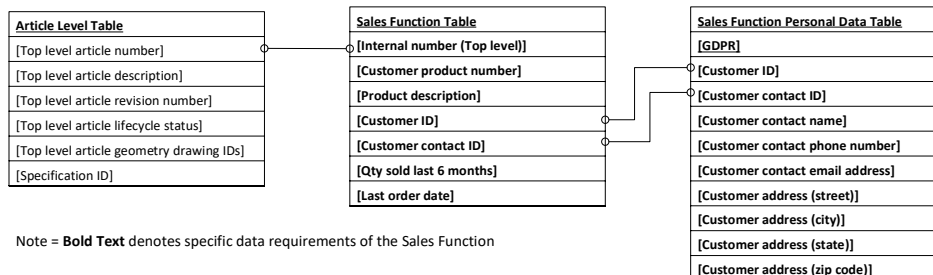 Article Level Table
[Top level article number]
[Top level article description]
[Top level article revision number]
[Top level article lifecycle status]
[Top level article geometry drawing IDs]
[Specification ID]
Sales Function Table
[Internal number (Top level)]
[Customer product number]
[Product description]
[Customer ID]
[Customer contact ID]
[Qty sold last 6 months]
[Last order date]
Sales Function Personal Data Table
[GDPR]
[Customer ID]
[Customer contact ID]
[Customer contact name]
[Customer contact phone number]
[Customer contact email address]
[Customer address (street)]
[Customer address (city)]
[Customer address (state)]
[Customer address (zip code)]
Note = Bold Text denotes specific data requirements of the Sales Function